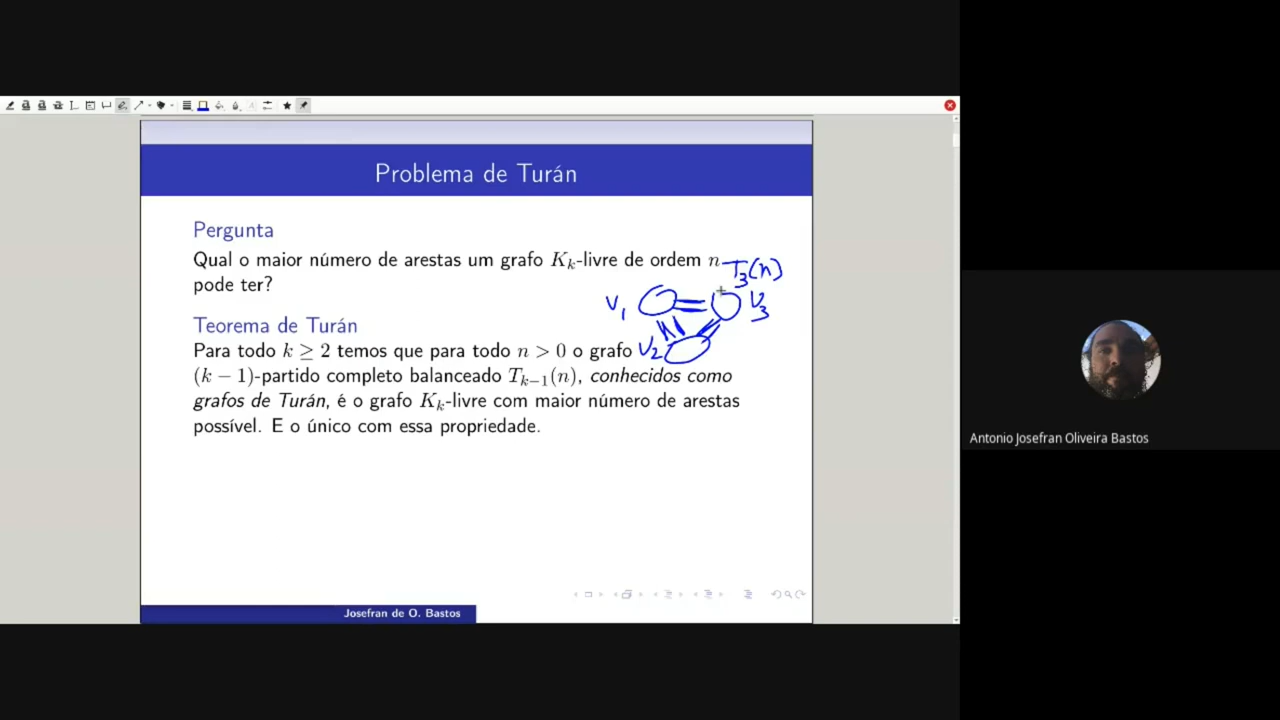 Problema de Turán
Pergunta
Qual o maior número de arestas um grafo K_k-livre de ordem n
pode ter?
T_3(n)
V_1
V_3
V_2
Teorema de Turán
Para todo k ≥ 2 temos que para todo n > 0 o grafo
(k − 1)-partido completo balanceado T_{k−1}(n), conhecidos como
grafos de Turán, é o grafo K_k-livre com maior número de arestas
possível. E o único com essa propriedade.
Josefran de O. Bastos
Antonio Josefran Oliveira Bastos